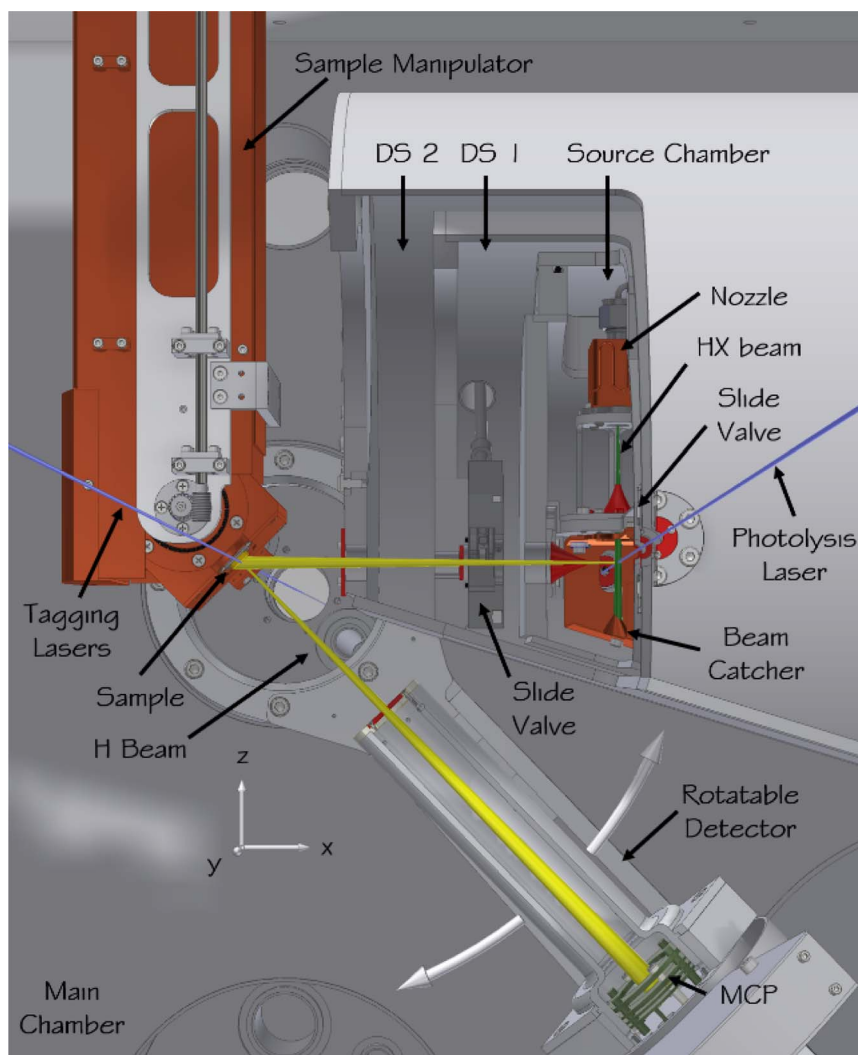 Sample
Manipulator
DS 2
DS 1
Source Chamber
Nozzle
HX beam
Slide
Valve
Photolysis
Laser
Tagging
Lasers
Sample
H Beam
Slide
Valve
Beam
Catcher
z
x
y
Rotatable
Detector
MCP
Main
Chamber